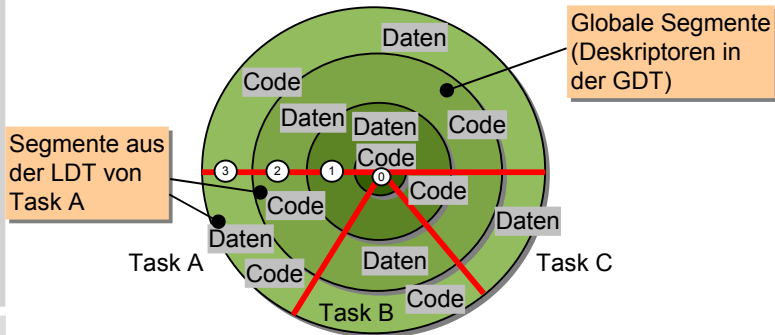 Daten
Globale Segmente
(Deskriptoren in
der GDT)
Code
Daten
Daten
Code
Segmente aus
der LDT von
Task A
Code
3
2
1
0
Code
Code
Daten
Daten
Task A
Code
Daten
Task C
Code
Task B